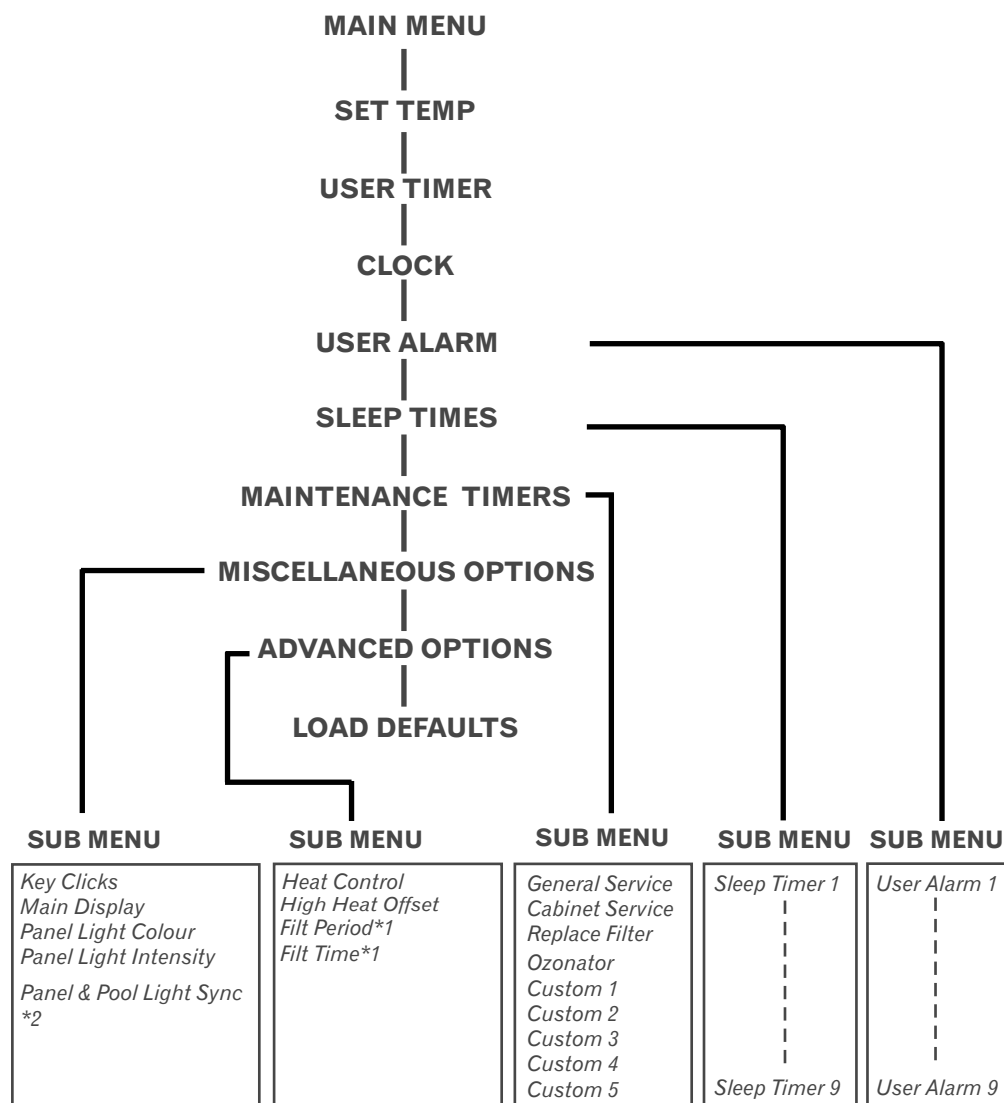 MAIN MENU
SET TEMP
USER TIMER
CLOCK
USER ALARM
SLEEP TIMES
MAINTENANCE TIMERS
MISCELLANEOUS OPTIONS
ADVANCED OPTIONS
LOAD DEFAULTS
SUB MENU
Key Clicks
Main Display
Panel Light Colour
Panel Light Intensity
Panel & Pool Light Sync
*2
SUB MENU
Heat Control
High Heat Offset
Filt Period*1
Filt Time*1
SUB MENU
General Service
Cabinet Service
Replace Filter
Ozonator
Custom 1
Custom 2
Custom 3
Custom 4
Custom 5
SUB MENU
Sleep Timer 1
Sleep Timer 9
SUB MENU
User Alarm 1
User Alarm 9